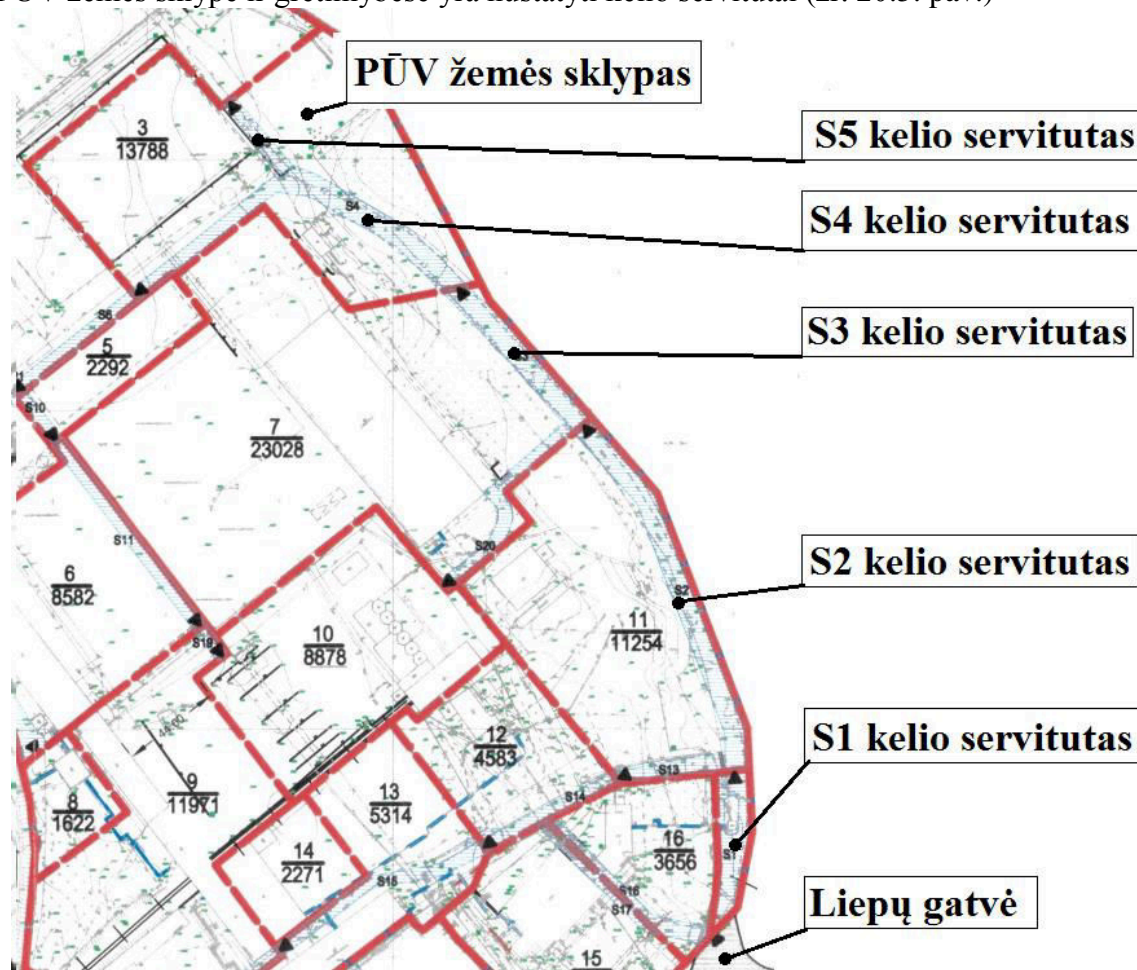 PŪV žemės sklypas
S5 kelio servitutas
3
13788
S4 kelio servitutas
S4
S3 kelio servitutas
S6
5
2292
S10
7
23028
S11
S20
6
8582
S2 kelio servitutas
S2
11
11254
10
8878
S19
S1 kelio servitutas
44.00
12
4583
S13
9
11971
13
5314
S14
8
1622
16
3656
S1
14
2271
S15
S16
S17
Liepų gatvė
15